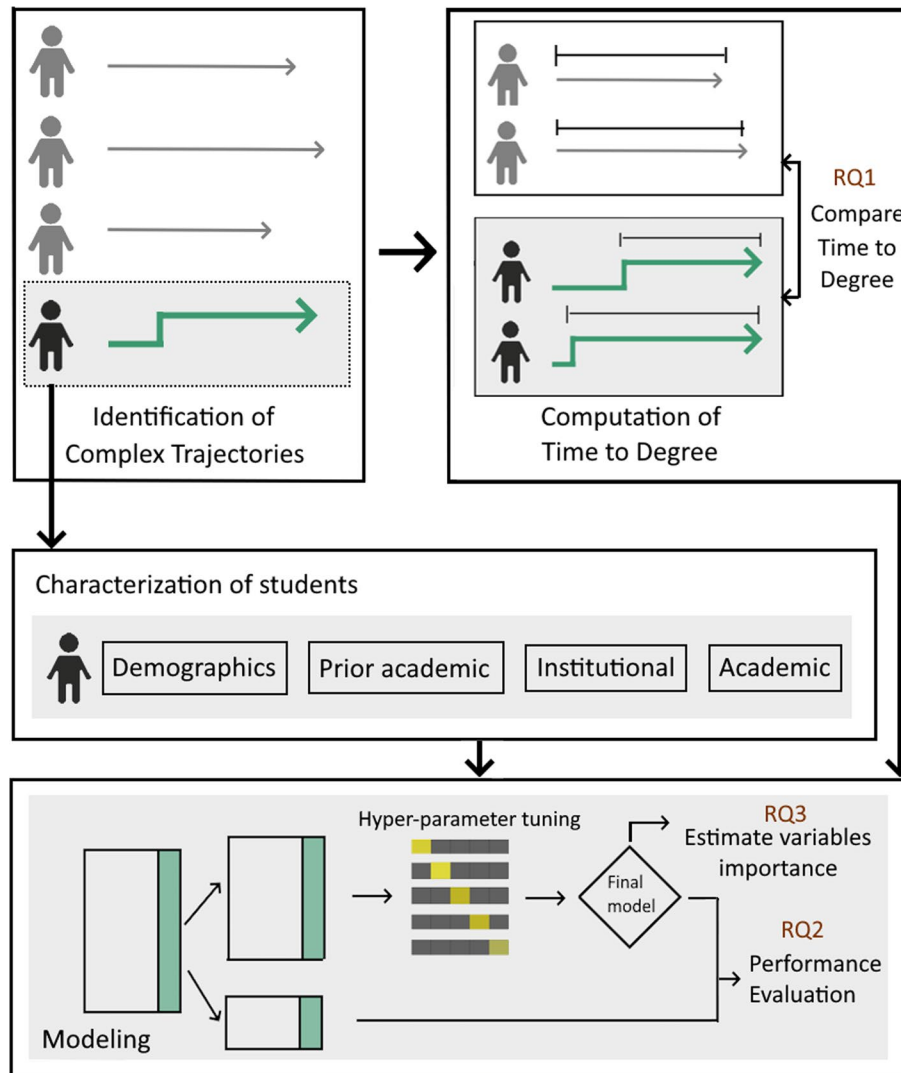 RQ1
Compare
Time to
Degree
Identification of
Complex Trajectories
Computation of
Time to Degree
Characterization of students
Demographics
Prior academic
Institutional
Academic
Hyper-parameter tuning
RQ3
Estimate variables
importance
Final
model
RQ2
Performance
Evaluation
Modeling